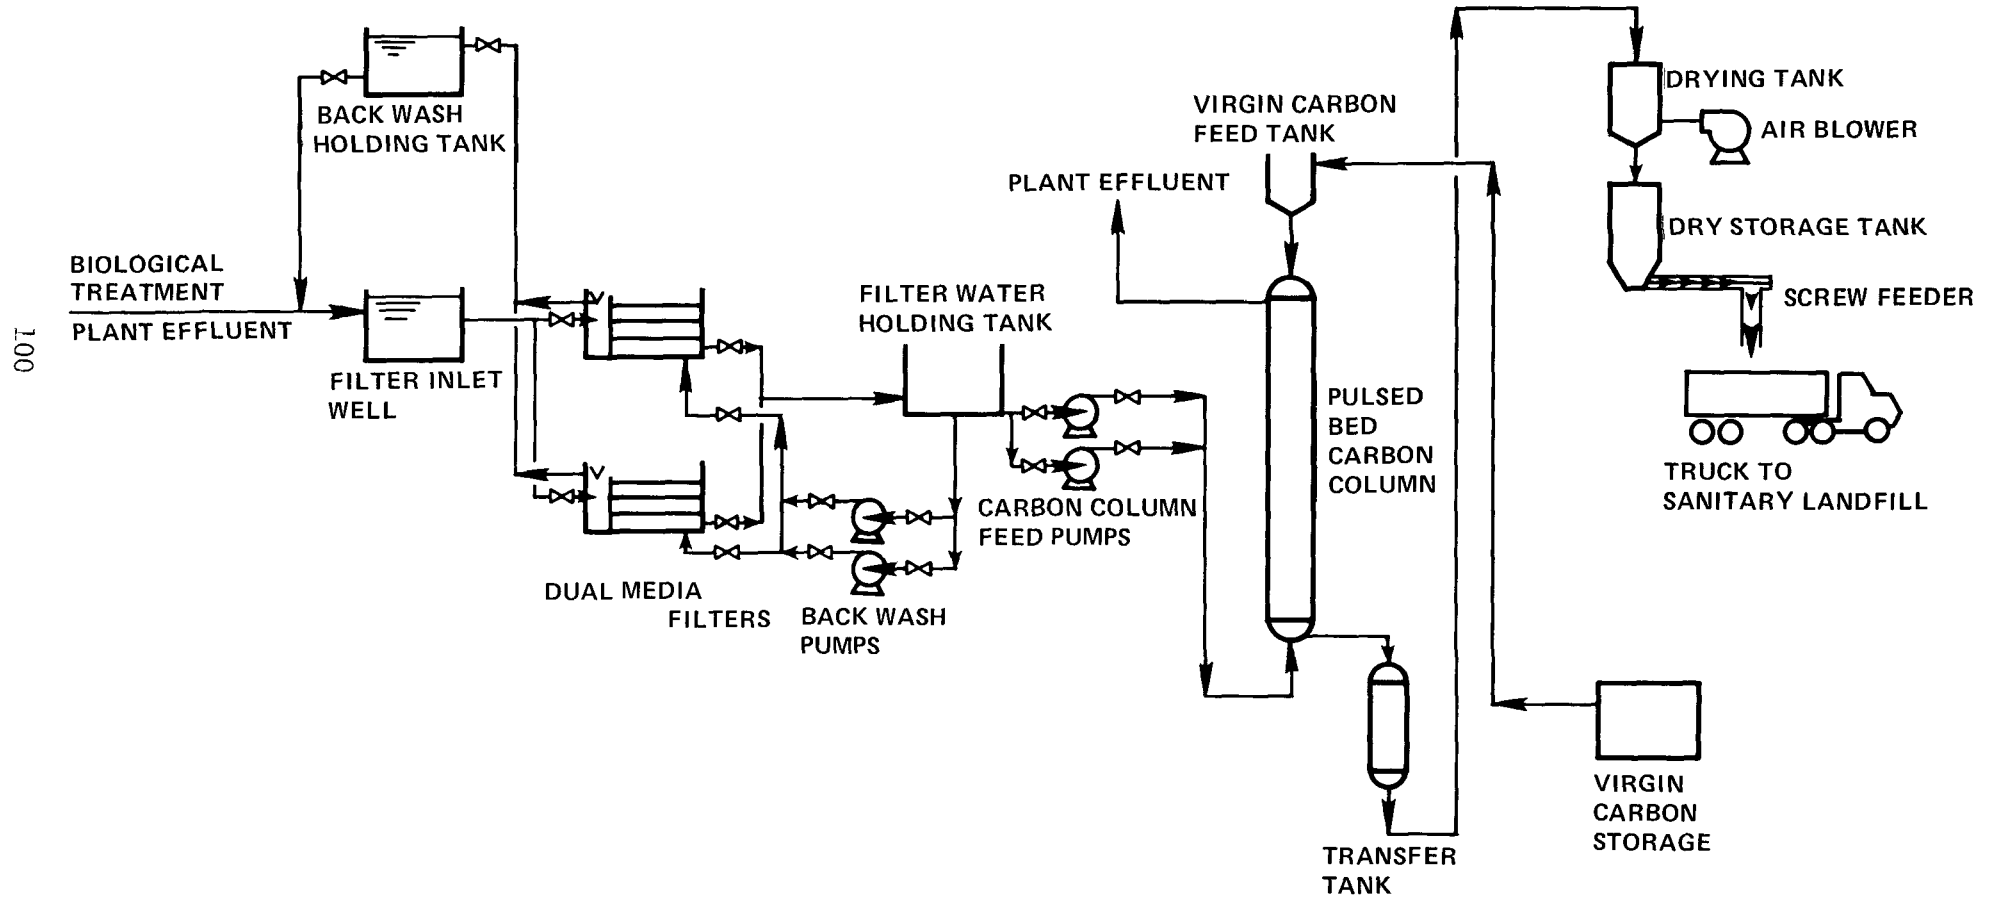 BACK WASH
HOLDING TANK
BIOLOGICAL
TREATMENT
PLANT EFFLUENT
100
FILTER INLET
WELL
DUAL MEDIA
FILTERS
BACK WASH
PUMPS
FILTER WATER
HOLDING TANK
CARBON COLUMN
FEED PUMPS
PLANT EFFLUENT
VIRGIN CARBON
FEED TANK
PULSED
BED
CARBON
COLUMN
TRANSFER
TANK
DRYING TANK
AIR BLOWER
DRY STORAGE TANK
SCREW FEEDER
TRUCK TO
SANITARY LANDFILL
VIRGIN
CARBON
STORAGE